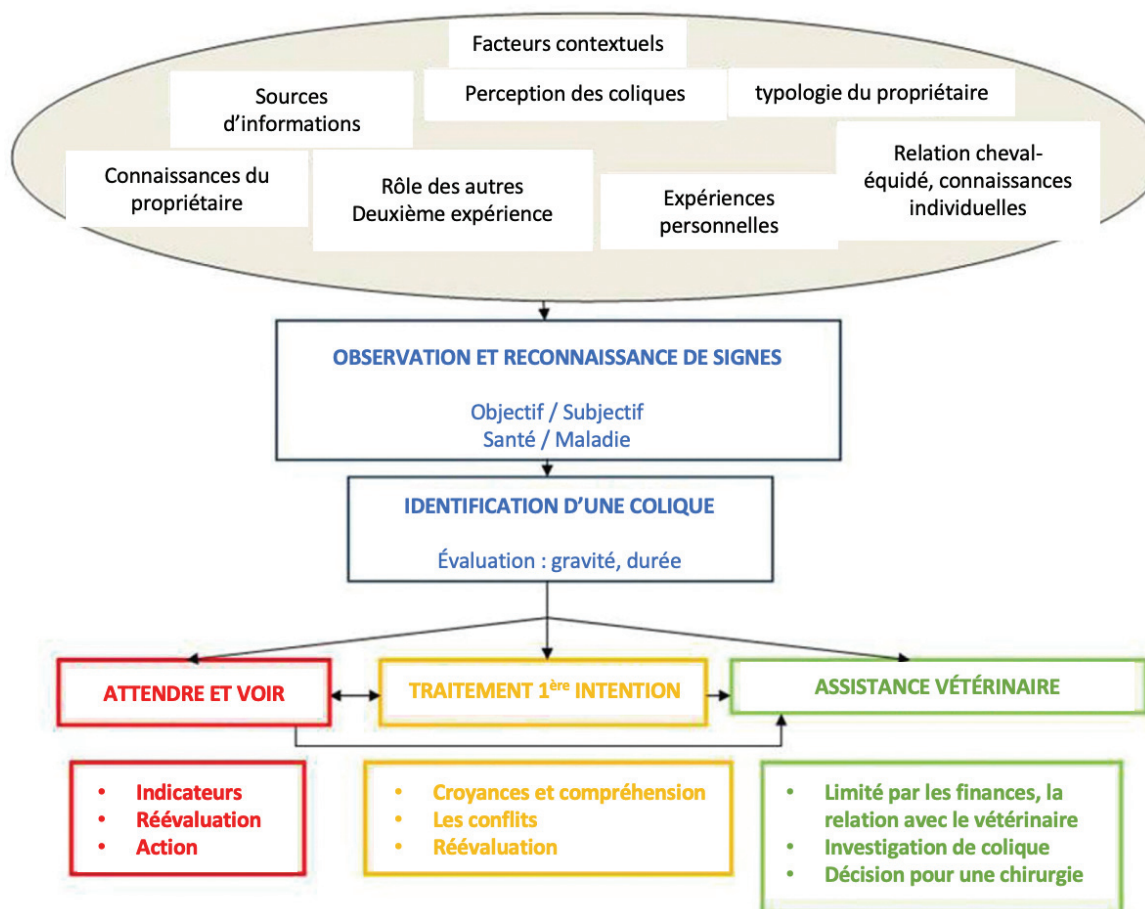 Facteurs contextuels
Sources
d’informations
Perception des coliques
typologie du propriétaire
Connaissances du
propriétaire
Rôle des autres
Deuxième expérience
Expériences
personnelles
Relation cheval-
équidé, connaissances
individuelles
OBSERVATION ET RECONNAISSANCE DE SIGNES
Objectif / Subjectif
Santé / Maladie
IDENTIFICATION D’UNE COLIQUE
Évaluation : gravité, durée
ATTENDRE ET VOIR
TRAITEMENT 1ère INTENTION
ASSISTANCE VÉTÉRINAIRE
• Indicateurs
• Réévaluation
• Action
• Croyances et compréhension
• Les conflits
• Réévaluation
• Limité par les finances, la
relation avec le vétérinaire
• Investigation de colique
• Décision pour une chirurgie